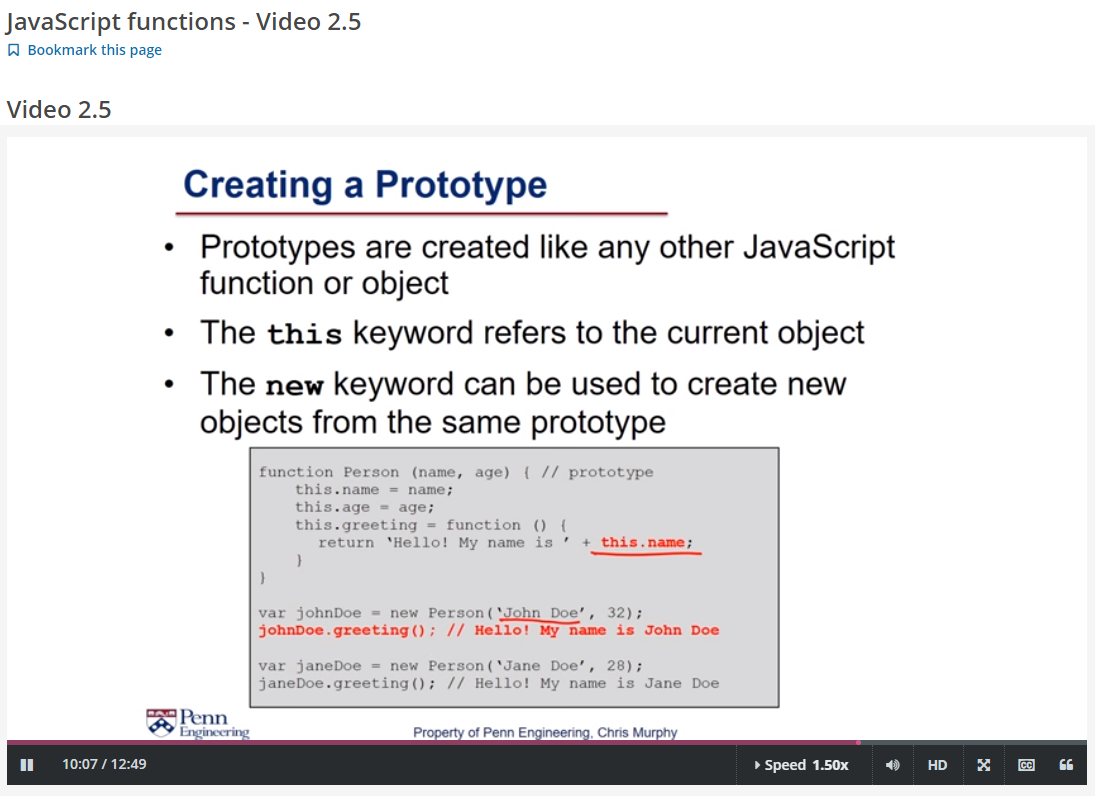 JavaScript functions - Video 2.5
Bookmark this page
Video 2.5
Creating a Prototype
• Prototypes are created like any other JavaScript
function or object
• The this keyword refers to the current object
• The new keyword can be used to create new
objects from the same prototype
function Person (name, age) { // prototype
this.name = name;
this.age = age;
this.greeting = function () {
return ‘Hello! My name is ’ + this.name;
}
}
var johnDoe = new Person(‘John Doe’, 32);
johnDoe.greeting(); // Hello! My name is John Doe
var janeDoe = new Person(‘Jane Doe’, 28);
janeDoe.greeting(); // Hello! My name is Jane Doe
Penn
Engineering
Property of Penn Engineering, Chris Murphy
10:07 / 12:49
Speed 1.50x
HD
CC